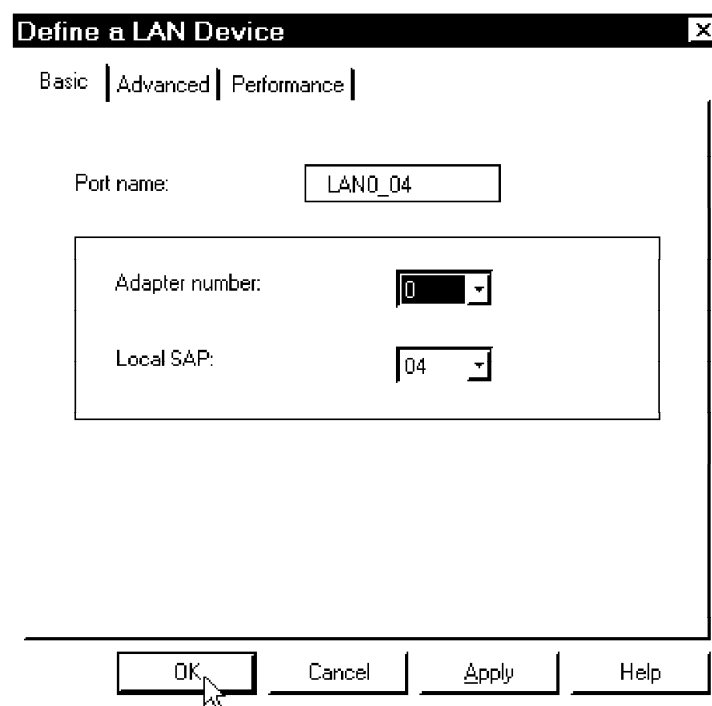 Define a LAN Device
Basic Advanced Performance
Port name: LAN0_04
Adapter number: 0
Local SAP: 04
OK Cancel Apply Help